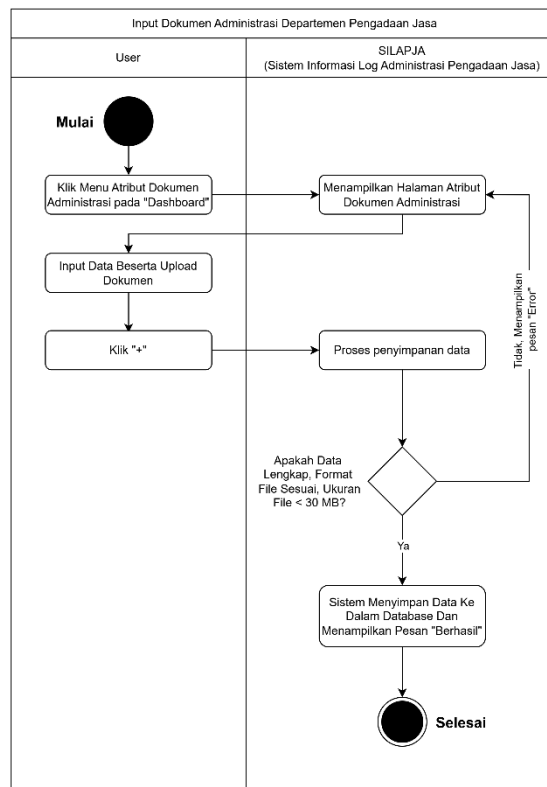 Input Dokumen Administrasi Departemen Pengadaan Jasa
User
SILAPJA
(Sistem Informasi Log Administrasi Pengadaan Jasa)
Mulai
Klik Menu Atribut Dokumen
Administrasi pada "Dashboard"
Menampilkan Halaman Atribut
Dokumen Administrasi
Input Data Beserta Upload
Dokumen
Klik "+"
Proses penyimpanan data
Tidak, Menampilkan
pesan "Error"
Apakah Data
Lengkap, Format
File Sesuai, Ukuran
File < 30 MB?
Ya
Sistem Menyimpan Data Ke
Dalam Database Dan
Menampilkan Pesan "Berhasil"
Selesai